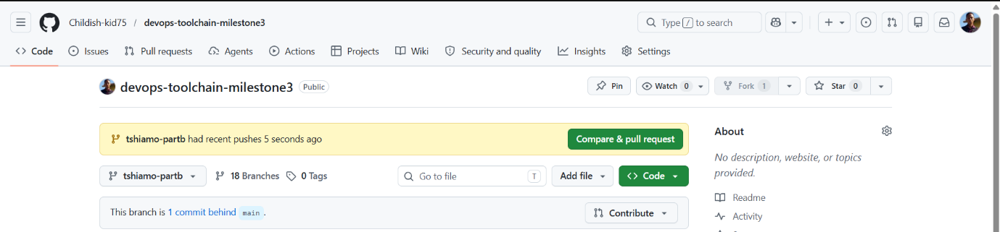 Childish-kid75 / devops-toolchain-milestone3 Type / to search
Code Issues Pull requests Agents Actions Projects Wiki Security and quality Insights Settings
devops-toolchain-milestone3 Public Pin Watch 0 Fork 1 Star 0
tshiamo-partb had recent pushes 5 seconds ago Compare & pull request
About
No description, website, or topics
provided.
tshiamo-partb 18 Branches 0 Tags Go to file T Add file Code
Readme
This branch is 1 commit behind main. Contribute
Activity